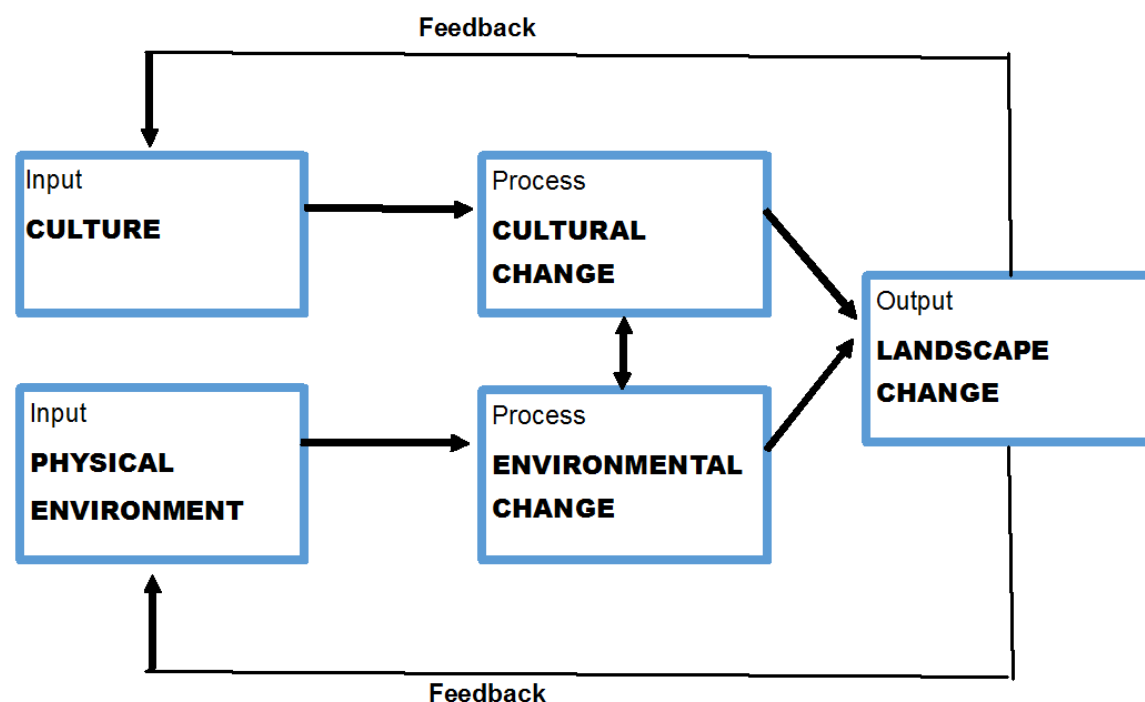 Feedback
Input
CULTURE
Process
CULTURAL
CHANGE
Output
LANDSCAPE
CHANGE
Input
PHYSICAL
ENVIRONMENT
Process
ENVIRONMENTAL
CHANGE
Feedback